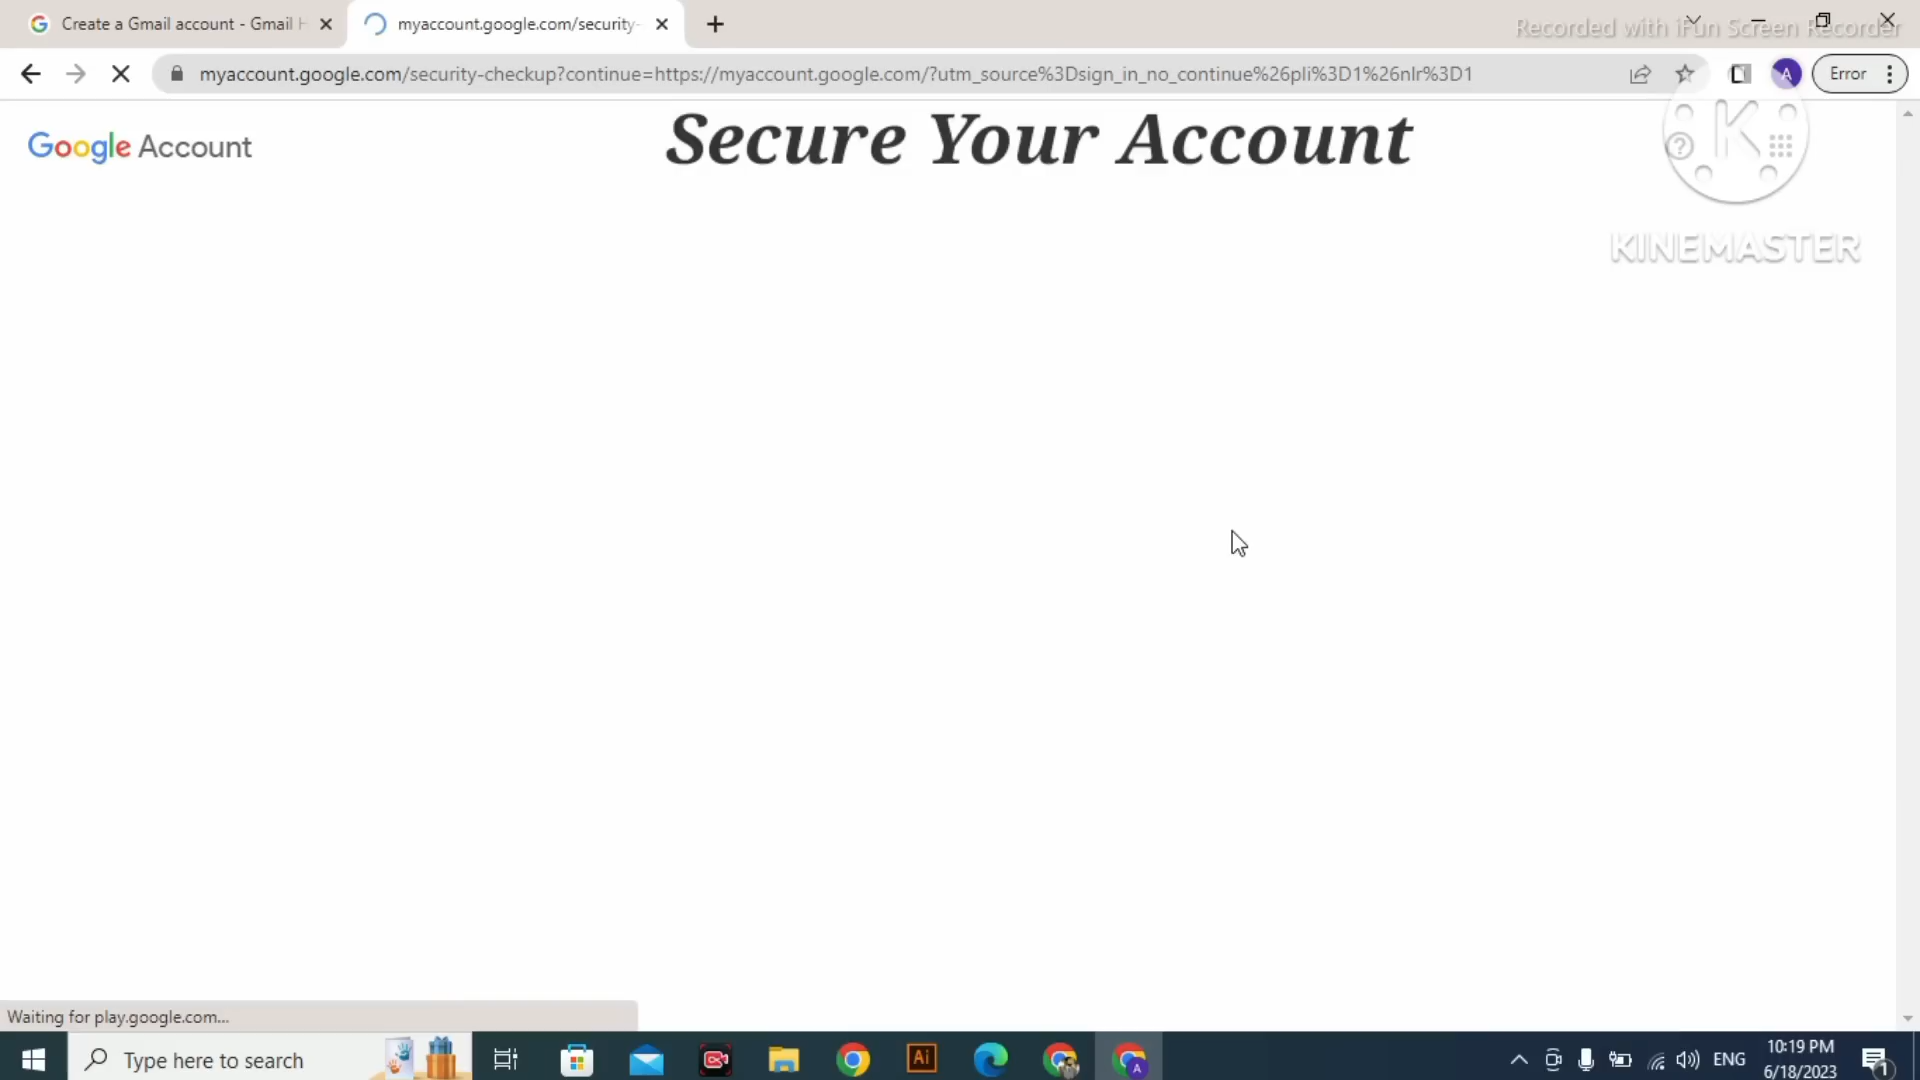 Create a Gmail account - Gmail H
myaccount.google.com/security-
Recorded with iFun Screen Recorder
myaccount.google.com/security-checkup?continue=https://myaccount.google.com/?utm_source%3Dsign_in_no_continue%26pli%3D1%26nlr%3D1
A
Error
Google Account
Secure Your Account
K
KINEMASTER
Waiting for play.google.com...
Type here to search
Ai
A
ENG
10:19 PM
6/18/2023
1